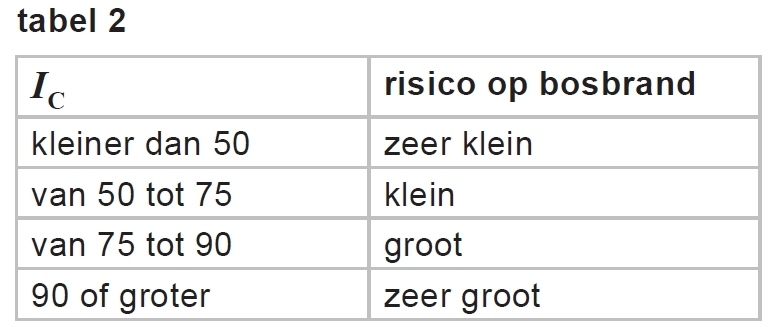 tabel 2
I_C risico op bosbrand
kleiner dan 50 zeer klein
van 50 tot 75 klein
van 75 tot 90 groot
90 of groter zeer groot